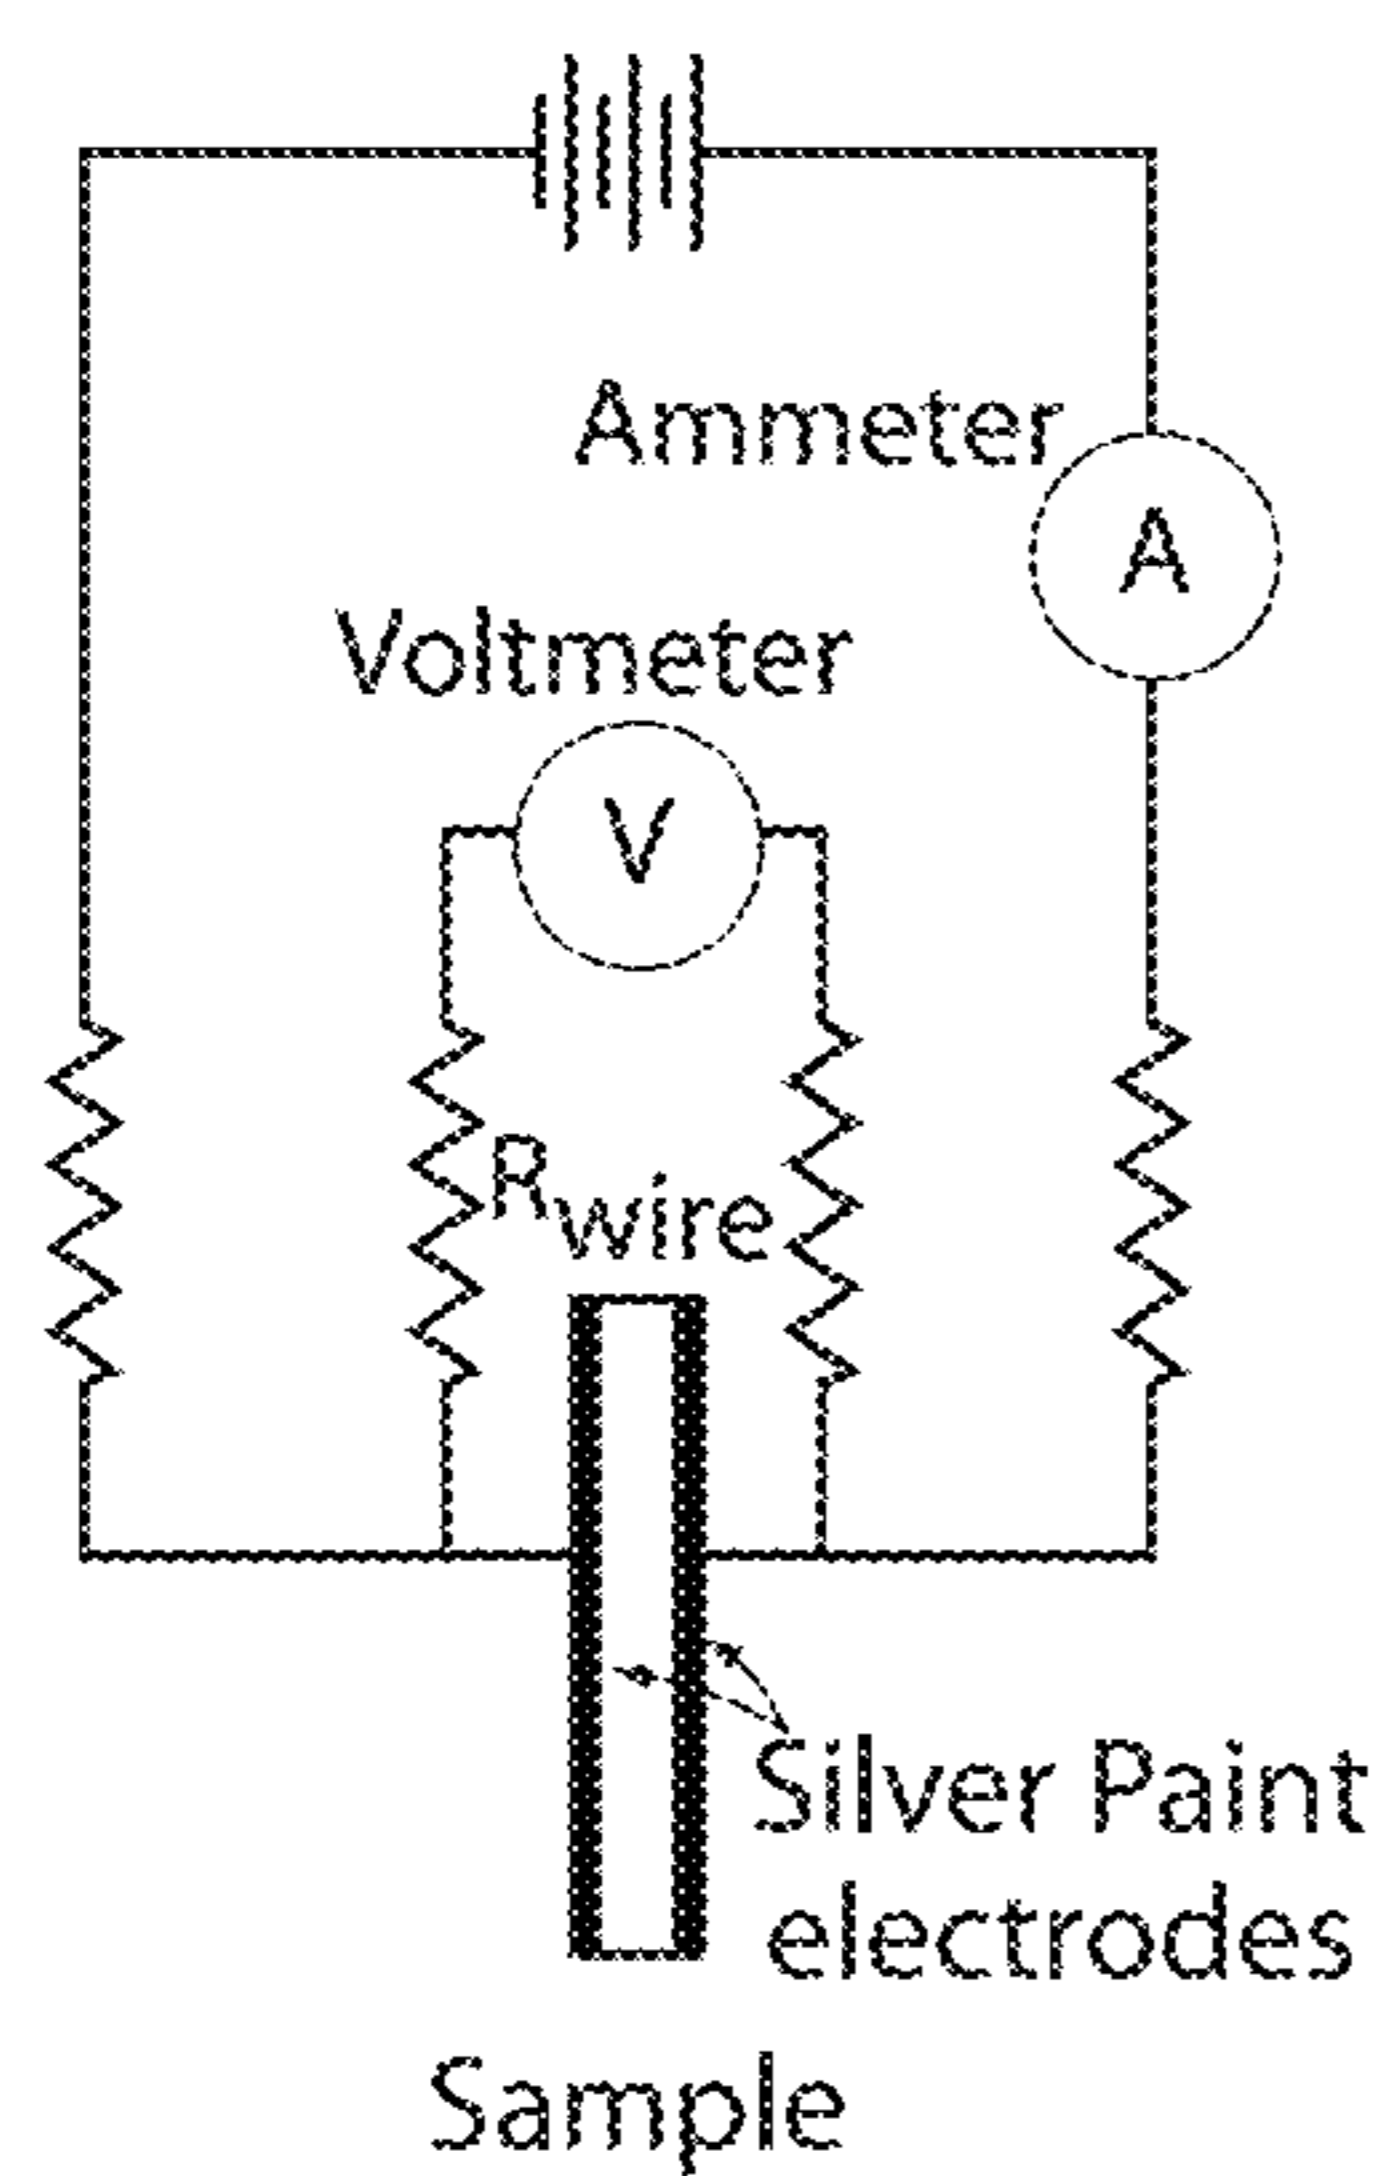 Ammeter
A
Voltmeter
V
Rwire
Silver Paint
electrodes
Sample